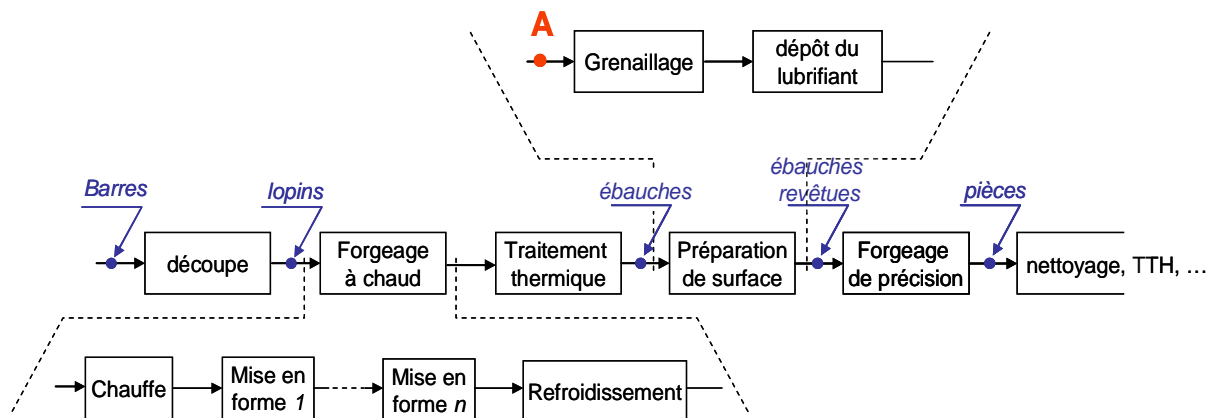 A
Grenaillage
dépôt du
lubrifiant
Barres
lopins
ébauches
ébauches
revêtues
pièces
découpe
Forgeage
à chaud
Traitement
thermique
Préparation
de surface
Forgeage
de précision
nettoyage, TTH, …
Chauffe
Mise en
forme 1
Mise en
forme n
Refroidissement